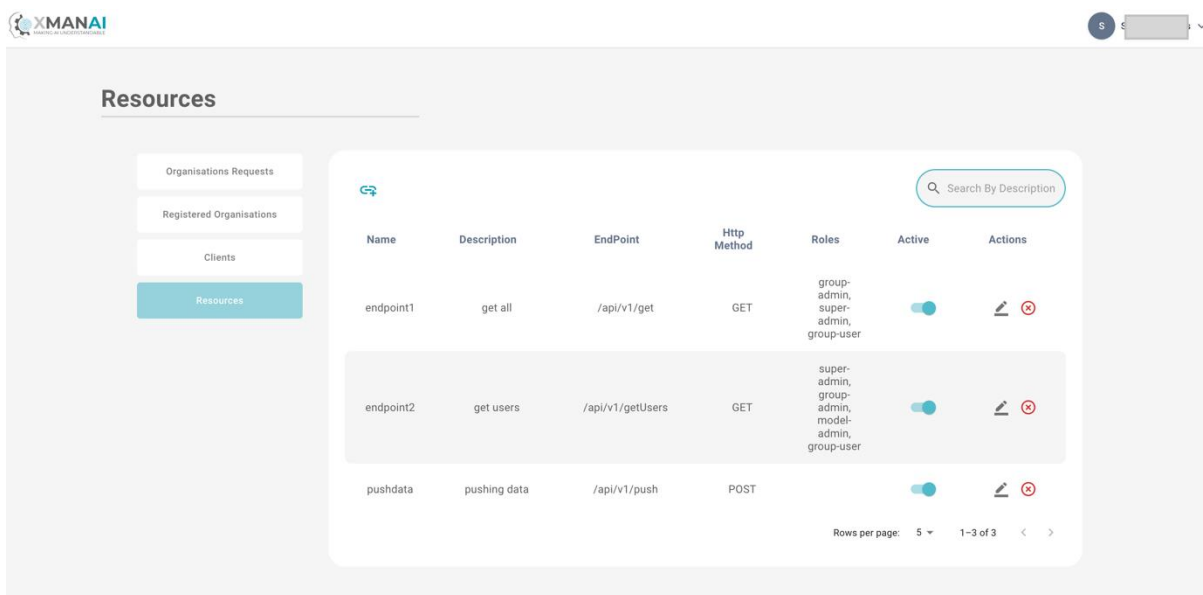 XMANAI
MAKING AI UNDERSTANDABLE
S
Resources
Organisations Requests
Registered Organisations
Clients
Resources
Search By Description
Name Description EndPoint Http Method Roles Active Actions
endpoint1 get all /api/v1/get GET group-
admin,
super-
admin,
group-user
endpoint2 get users /api/v1/getUsers GET super-
admin,
group-
admin,
model-
admin,
group-user
pushdata pushing data /api/v1/push POST
Rows per page: 5 1–3 of 3